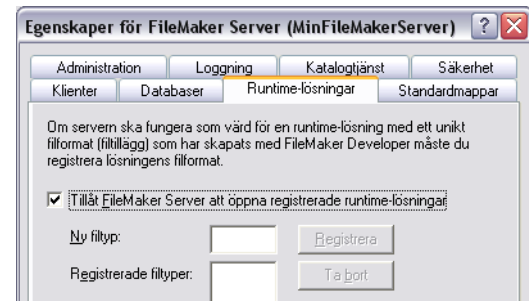 Egenskaper för FileMaker Server (MinFileMakerServer)
Administration Loggning Katalogtjänst Säkerhet
Klienter Databaser Runtime-lösningar Standardmappar
Om servern ska fungera som värd för en runtime-lösning med ett unikt
filformat (filtillägg) som har skapats med FileMaker Developer måste du
registrera lösningens filformat.
Tillåt FileMaker Server att öppna registrerade runtime-lösningar
Ny filtyp: Registrera
Registrerade filtyper: Ta bort